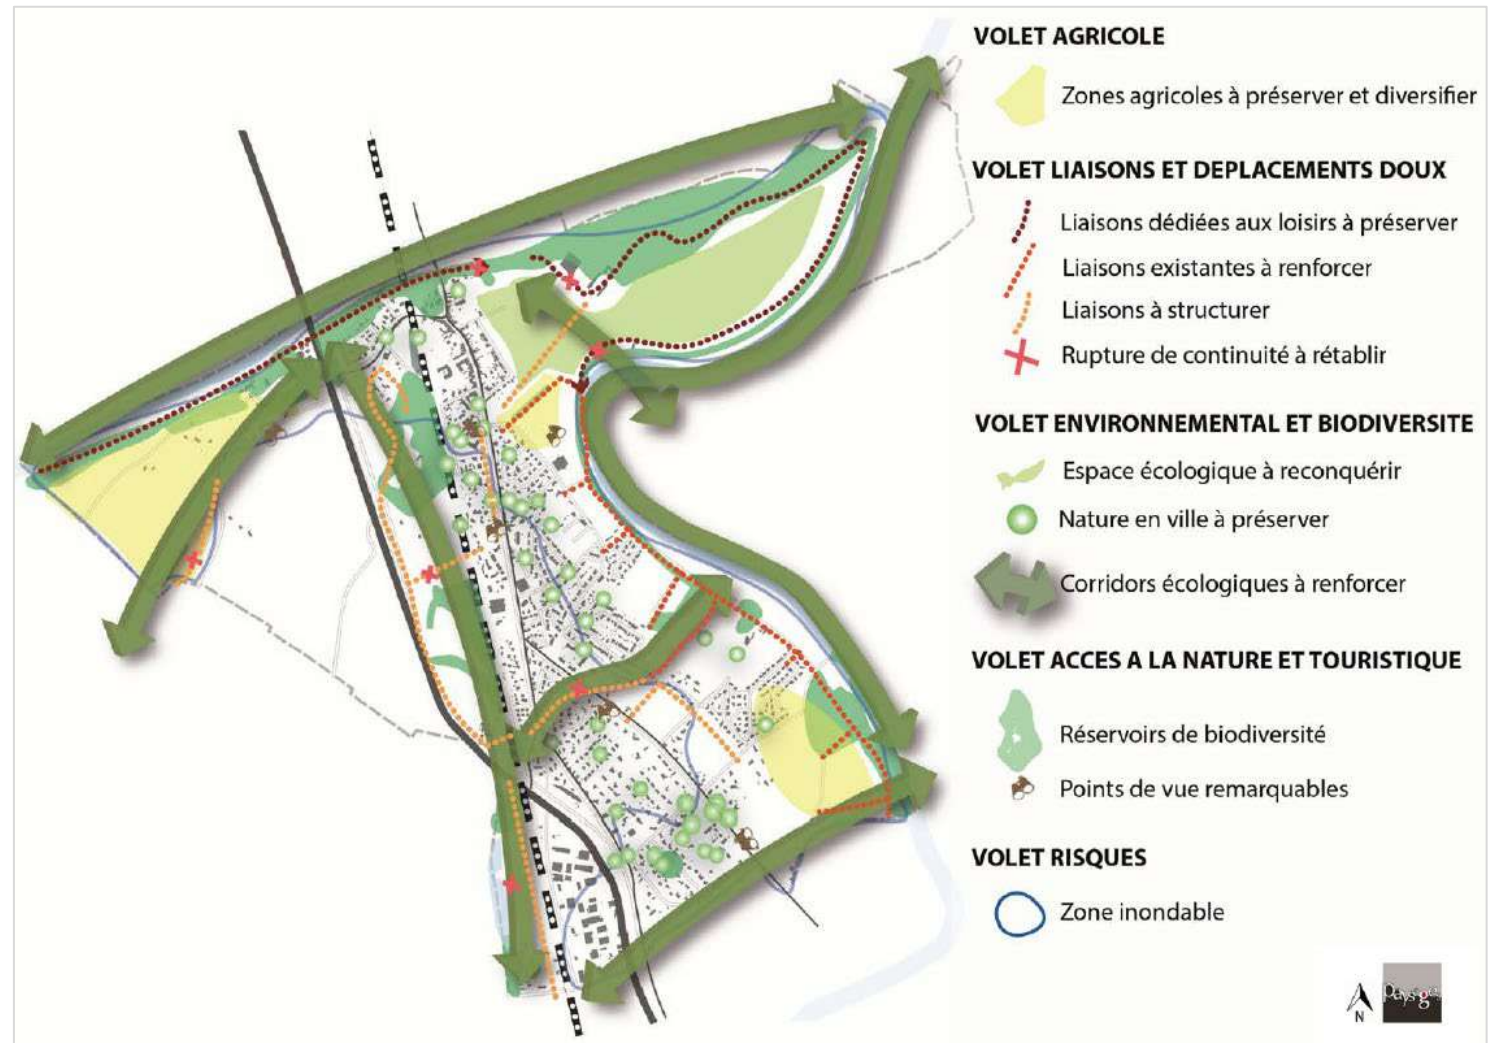 VOLET AGRICOLE
Zones agricoles à préserver et diversifier
VOLET LIAISONS ET DEPLACEMENTS DOUX
Liaisons dédiées aux loisirs à préserver
Liaisons existantes à renforcer
Liaisons à structurer
Rupture de continuité à rétablir
VOLET ENVIRONNEMENTAL ET BIODIVERSITE
Espace écologique à reconquérir
Nature en ville à préserver
Corridors écologiques à renforcer
VOLET ACCES A LA NATURE ET TOURISTIQUE
Réservoirs de biodiversité
Points de vue remarquables
VOLET RISQUES
Zone inondable
N
Paysages